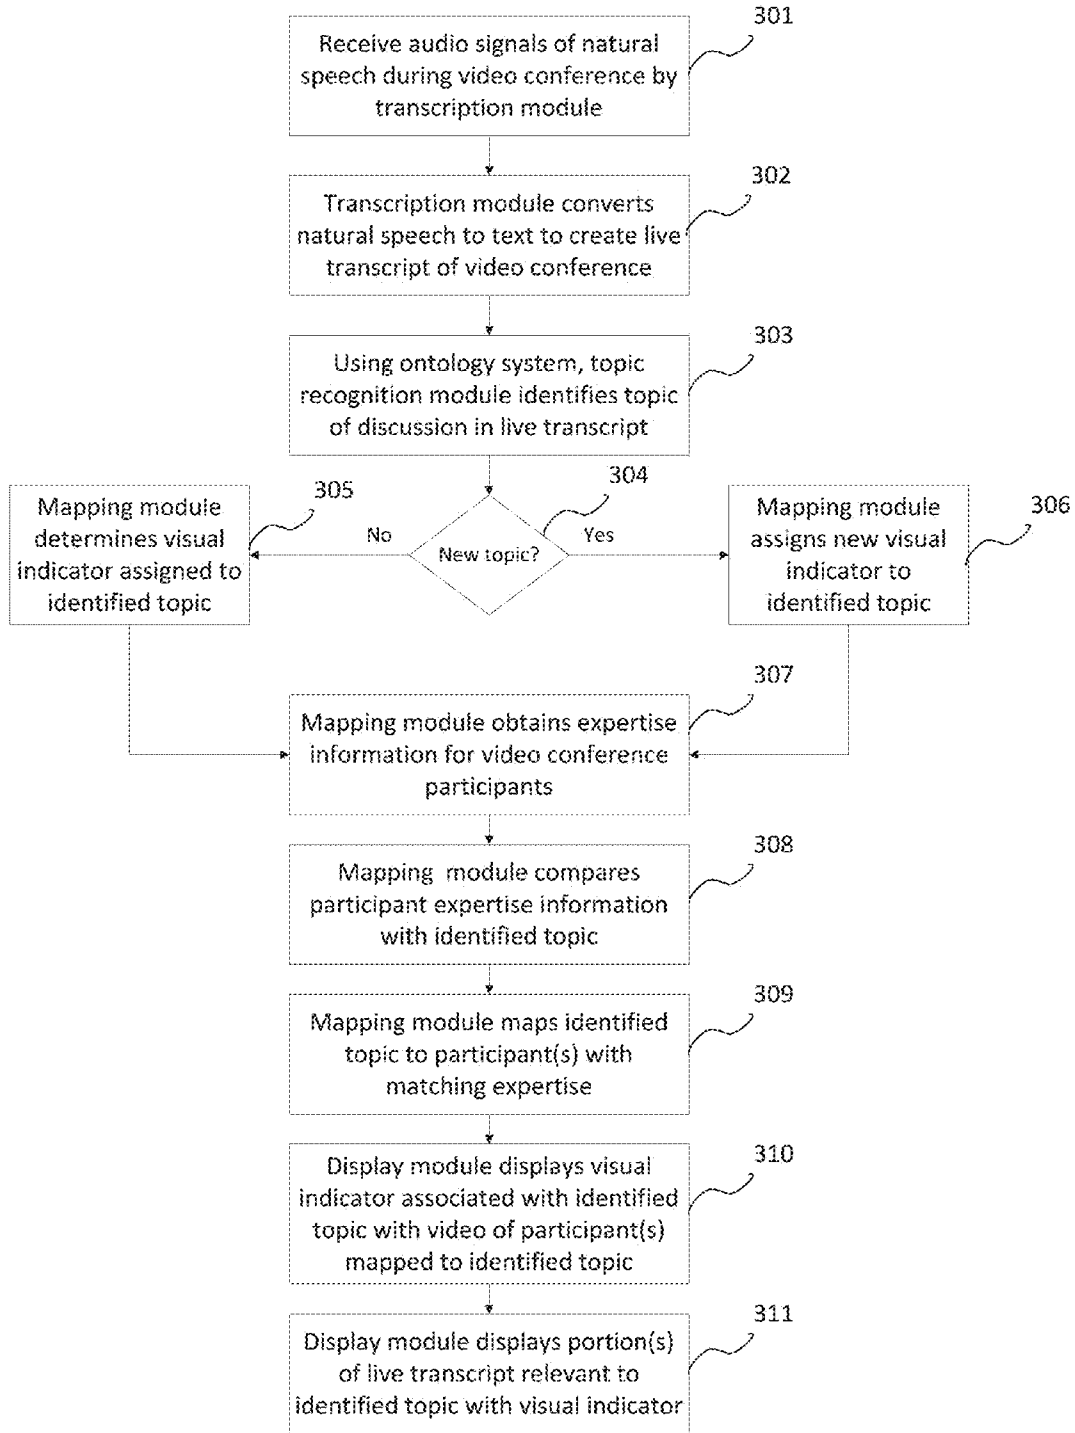 301
Receive audio signals of natural
speech during video conference by
transcription module
302
Transcription module converts
natural speech to text to create live
transcript of video conference
303
Using ontology system, topic
recognition module identifies topic
of discussion in live transcript
304
New topic?
No
Yes
305
Mapping module
determines visual
indicator assigned to
identified topic
306
Mapping module
assigns new visual
indicator to
identified topic
307
Mapping module obtains expertise
information for video conference
participants
308
Mapping module compares
participant expertise information
with identified topic
309
Mapping module maps identified
topic to participant(s) with
matching expertise
310
Display module displays visual
indicator associated with identified
topic with video of participant(s)
mapped to identified topic
311
Display module displays portion(s)
of live transcript relevant to
identified topic with visual indicator